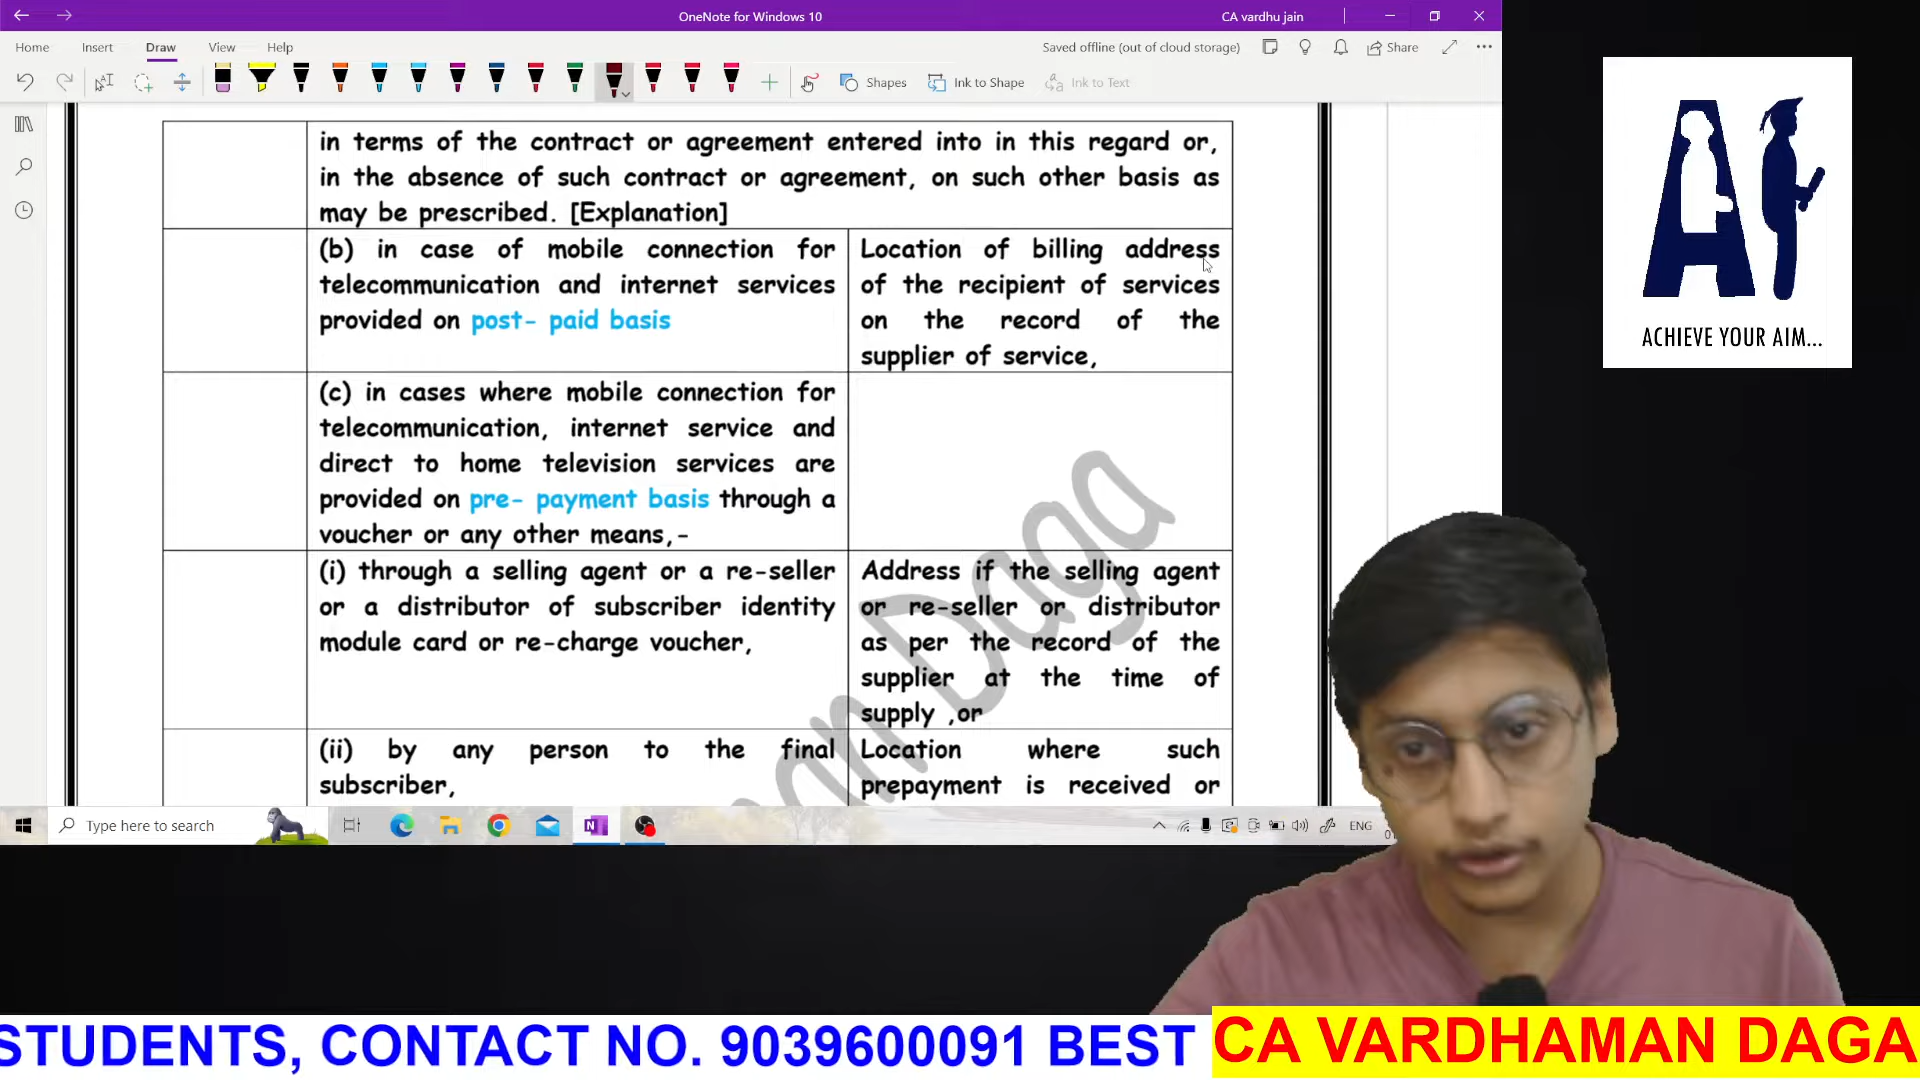 OneNote for Windows 10
CA vardhu jain
Home Insert Draw View Help
Saved offline (out of cloud storage)
Share
Shapes
Ink to Shape
Ink to Text
in terms of the contract or agreement entered into in this regard or,
in the absence of such contract or agreement, on such other basis as
may be prescribed. [Explanation]
(b) in case of mobile connection for
telecommunication and internet services
provided on post- paid basis
Location of billing address
of the recipient of services
on the record of the
supplier of service,
(c) in cases where mobile connection for
telecommunication, internet service and
direct to home television services are
provided on pre- payment basis through a
voucher or any other means,-
(i) through a selling agent or a re-seller
or a distributor of subscriber identity
module card or re-charge voucher,
Address if the selling agent
or re-seller or distributor
as per the record of the
supplier at the time of
supply ,or
(ii) by any person to the final
subscriber,
Location where such
prepayment is received or
Daga
Type here to search
ENG
ACHIEVE YOUR AIM...
STUDENTS, CONTACT NO. 9039600091 BEST
CA VARDHAMAN DAGA